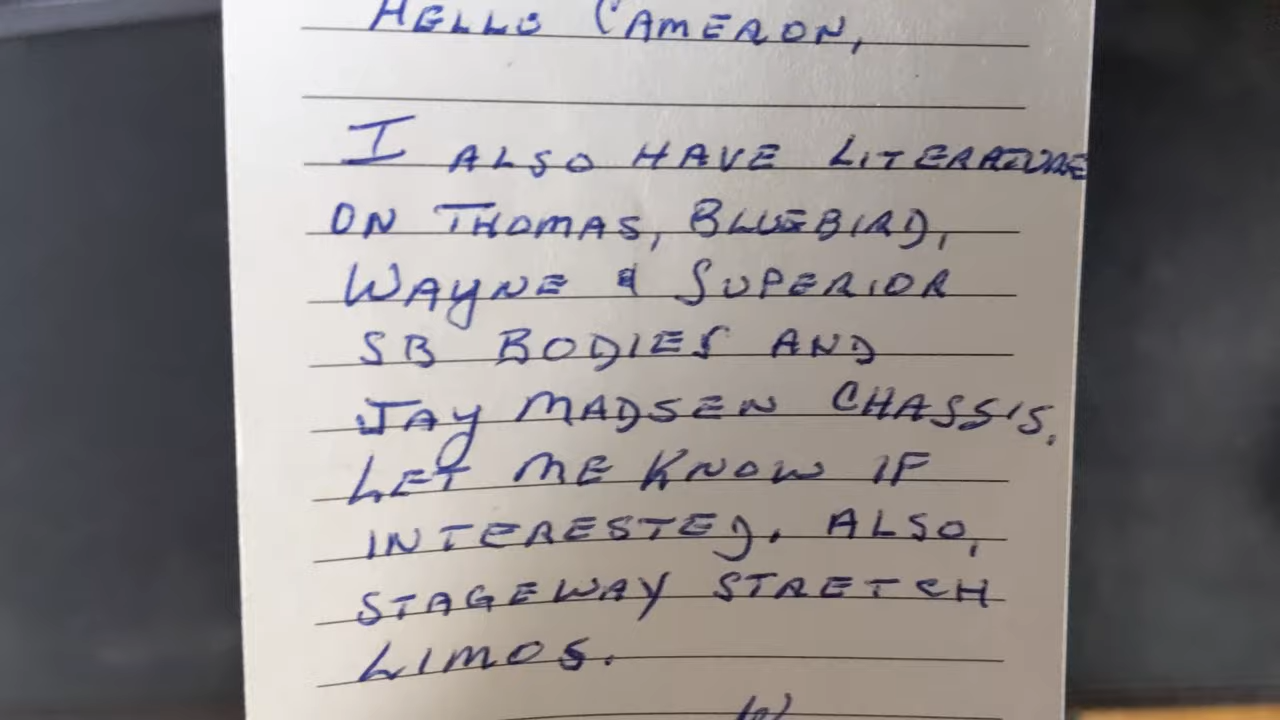 HELLO CAMERON,
I ALSO HAVE LITERATURE
ON THOMAS, BLUEBIRD,
WAYNE & SUPERIOR
SB BODIES AND
JAY MADSEN CHASSIS.
LET ME KNOW IF
INTERESTED. ALSO,
STAGEWAY STRETCH
LIMOS.